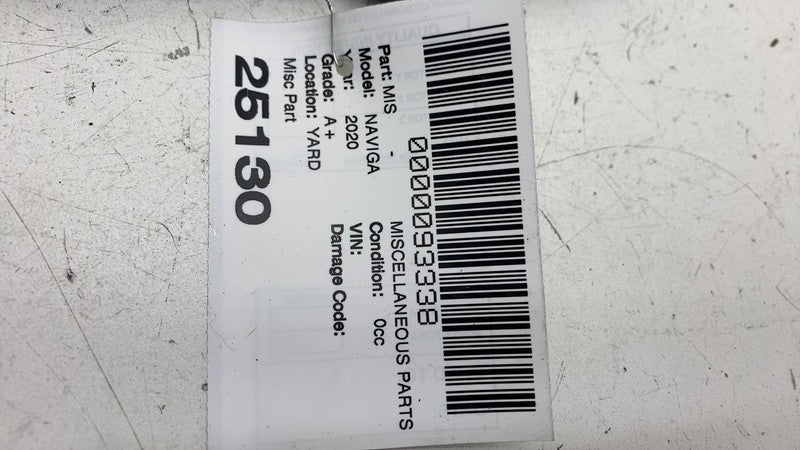 0000093338
Part: MIS - MISCELLANEOUS PARTS
Model: NAVIGA Condition: 0cc
Year: 2020 VIN:
Grade: A+ Damage Code:
Location: YARD
Misc Part
25130